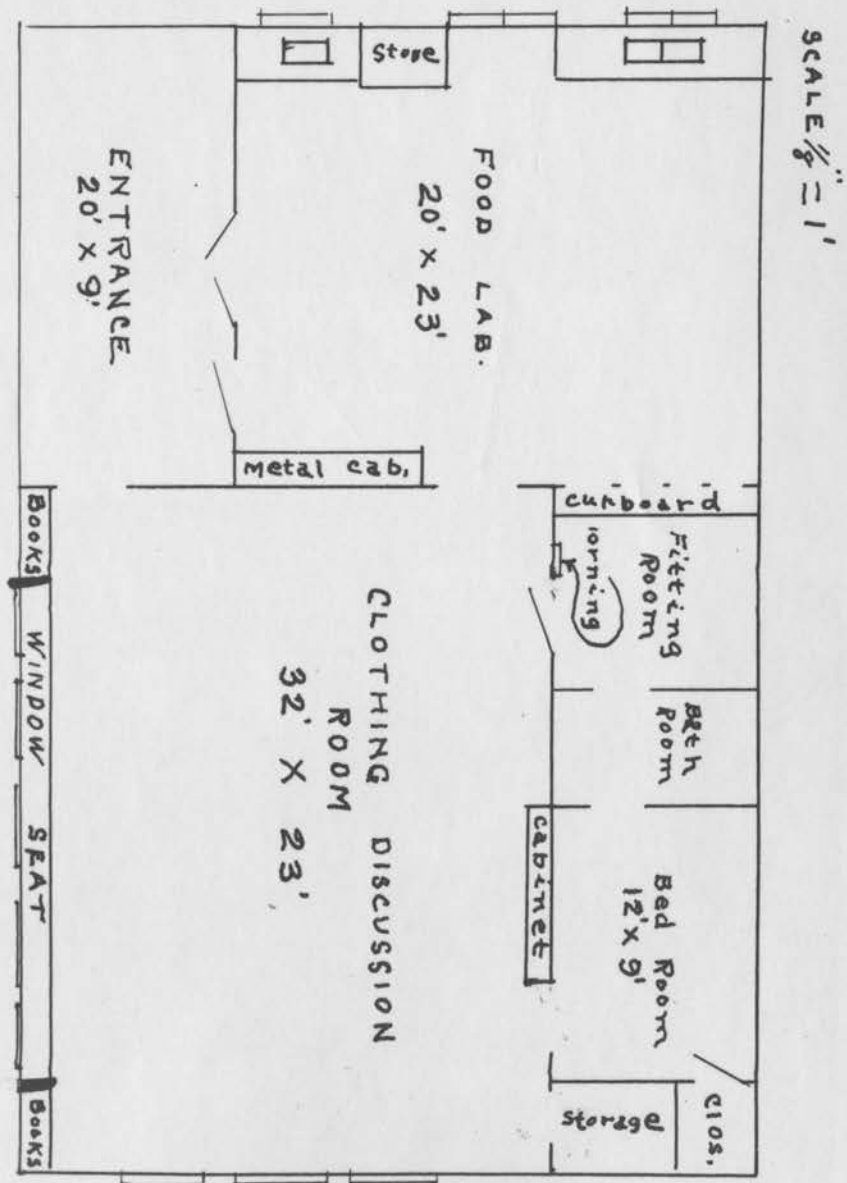 SCALE 1/8" = 1'
Stove
FOOD LAB.
20' X 23'
ENTRANCE
20' X 9'
Metal cab.
cupboard
Fitting
Room
iorning
Bath
Room
Bed Room
12' X 9'
cabinet
CLOTHING DISCUSSION
ROOM
32' X 23'
BOOKS
WINDOW SEAT
BOOKS
Storage
Clos.